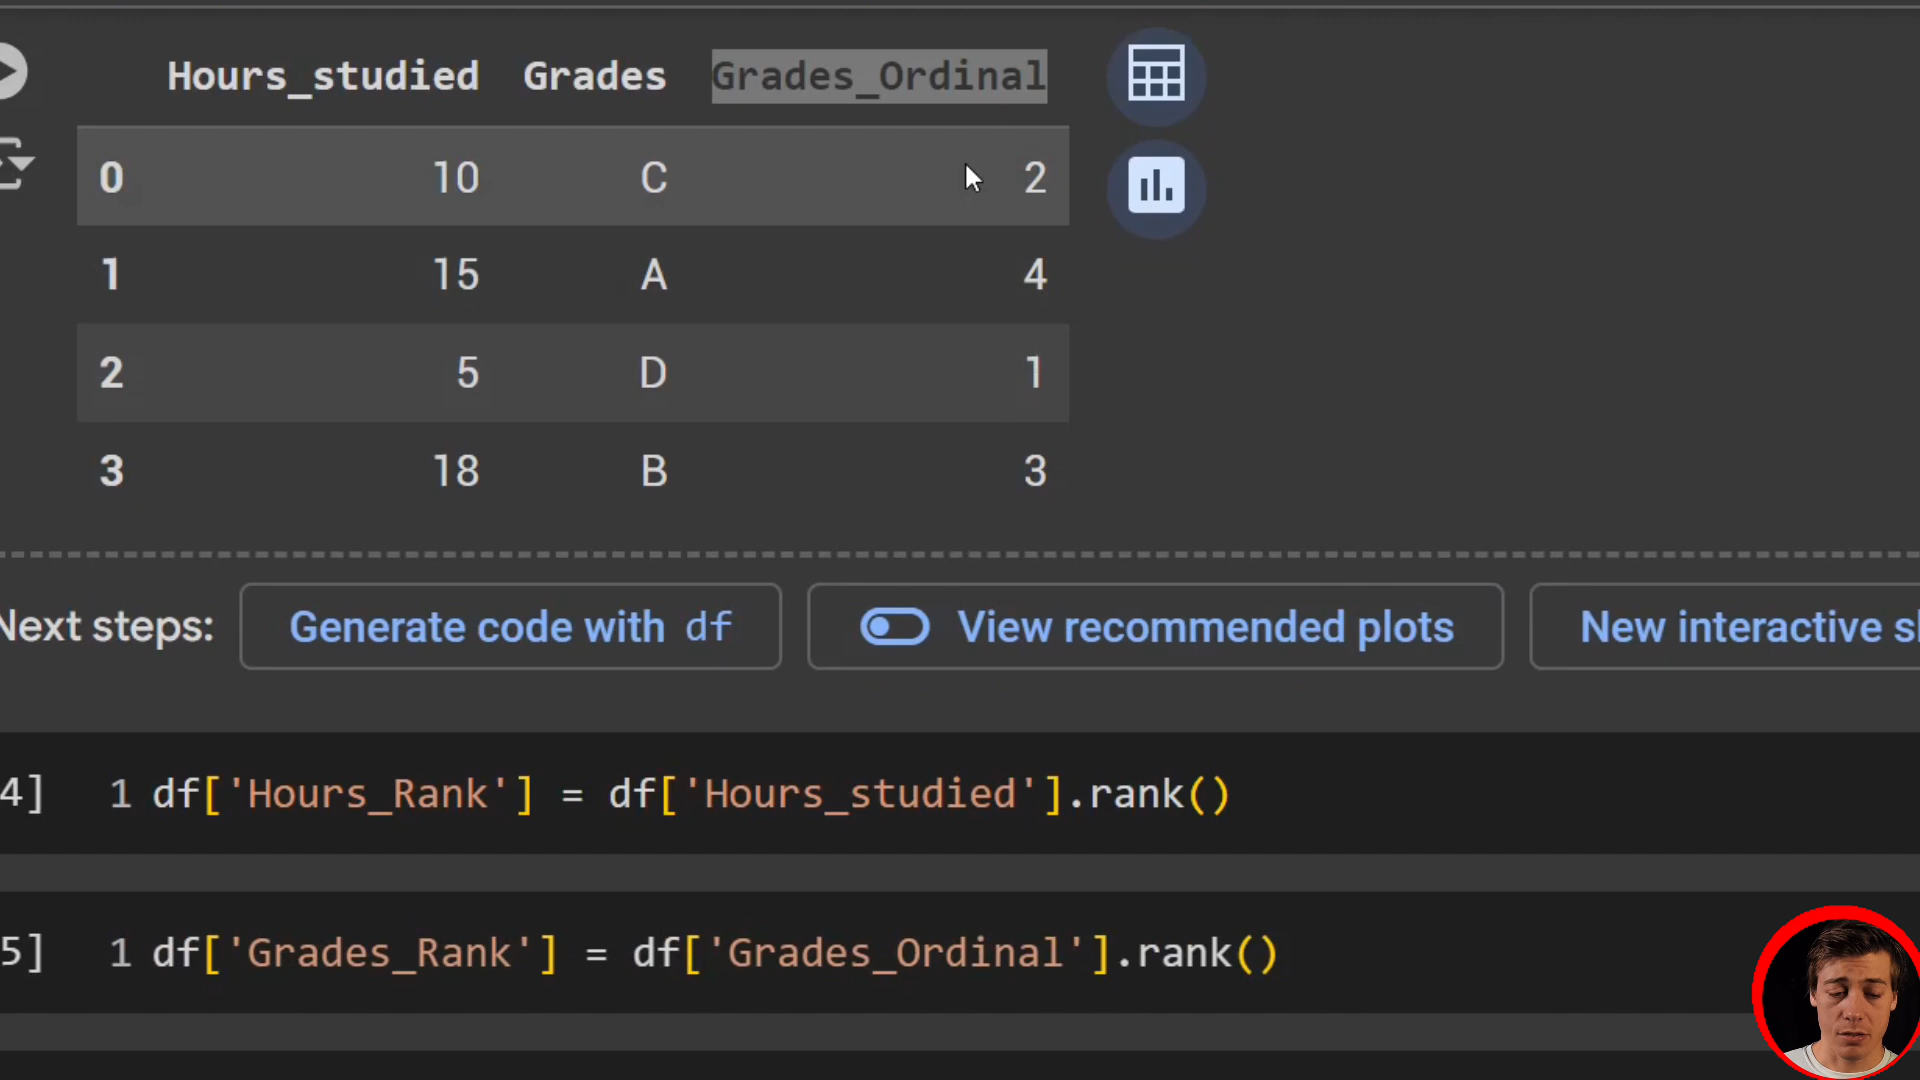 Hours_studied Grades Grades_Ordinal
0 10 C 2
1 15 A 4
2 5 D 1
3 18 B 3
Next steps: Generate code with df View recommended plots New interactive
4] 1 df['Hours_Rank'] = df['Hours_studied'].rank()
5] 1 df['Grades_Rank'] = df['Grades_Ordinal'].rank()